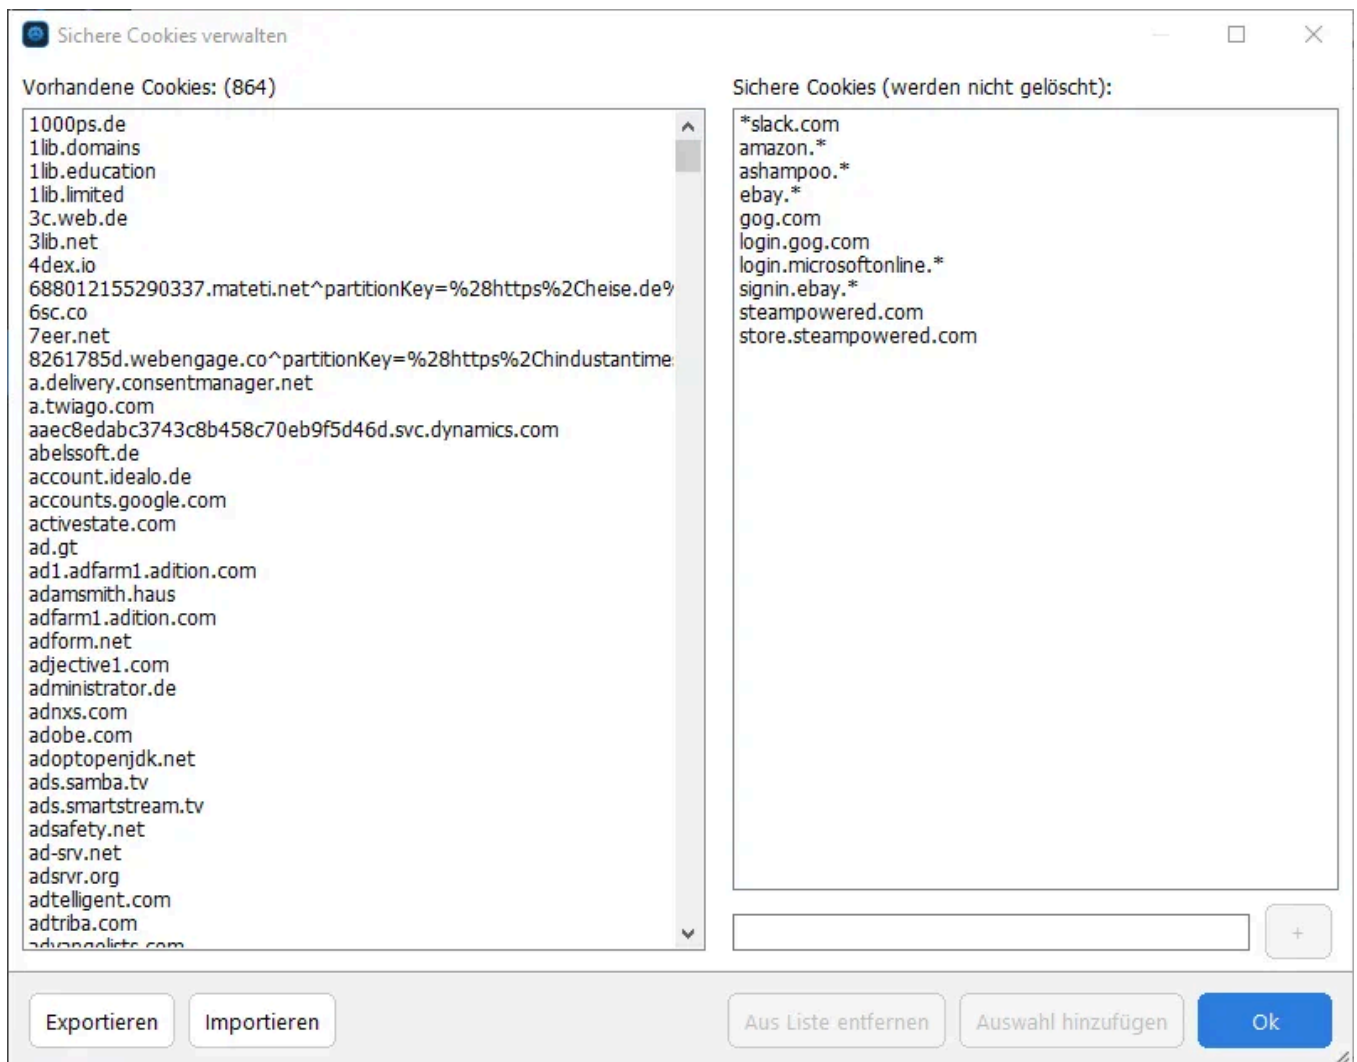 Sichere Cookies verwalten
Vorhandene Cookies: (864)
1000ps.de
1lib.domains
1lib.education
1lib.limited
3c.web.de
3lib.net
4dex.io
688012155290337.mateti.net^partitionKey=%28https%2Cheise.de%
6sc.co
7eer.net
8261785d.webengage.co^partitionKey=%28https%2Chindustantime
a.delivery.consentmanager.net
a.twiago.com
aaec8edabc3743c8b458c70eb9f5d46d.svc.dynamics.com
abelssoft.de
account.idealo.de
accounts.google.com
activestate.com
ad.gt
ad1.adfarm1.adition.com
adamsmith.haus
adfarm1.adition.com
adform.net
adjective1.com
administrator.de
adnxs.com
adobe.com
adoptopenjdk.net
ads.samba.tv
ads.smartstream.tv
adsafety.net
ad-srv.net
adsrvr.org
adtelligent.com
adtriba.com
advangelists.com
Sichere Cookies (werden nicht gelöscht):
*slack.com
amazon.*
ashampoo.*
ebay.*
gog.com
login.gog.com
login.microsoftonline.*
signin.ebay.*
steampowered.com
store.steampowered.com
+
Exportieren
Importieren
Aus Liste entfernen
Auswahl hinzufügen
Ok